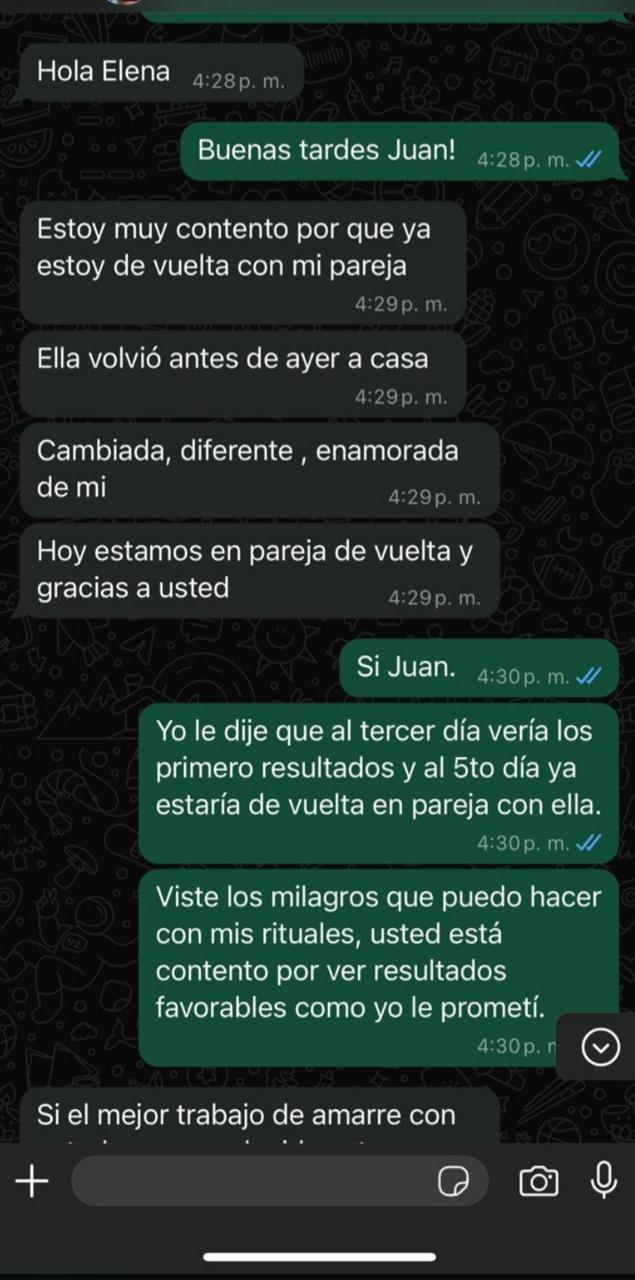 Hola Elena 4:28 p. m.
Buenas tardes Juan! 4:28 p. m.
Estoy muy contento por que ya
estoy de vuelta con mi pareja
4:29 p. m.
Ella volvió antes de ayer a casa
4:29 p. m.
Cambiada, diferente , enamorada
de mi 4:29 p. m.
Hoy estamos en pareja de vuelta y
gracias a usted 4:29 p. m.
Si Juan. 4:30 p. m.
Yo le dije que al tercer día vería los
primero resultados y al 5to día ya
estaría de vuelta en pareja con ella.
4:30 p. m.
Viste los milagros que puedo hacer
con mis rituales, usted está
contento por ver resultados
favorables como yo le prometí.
4:30 p.
Si el mejor trabajo de amarre con